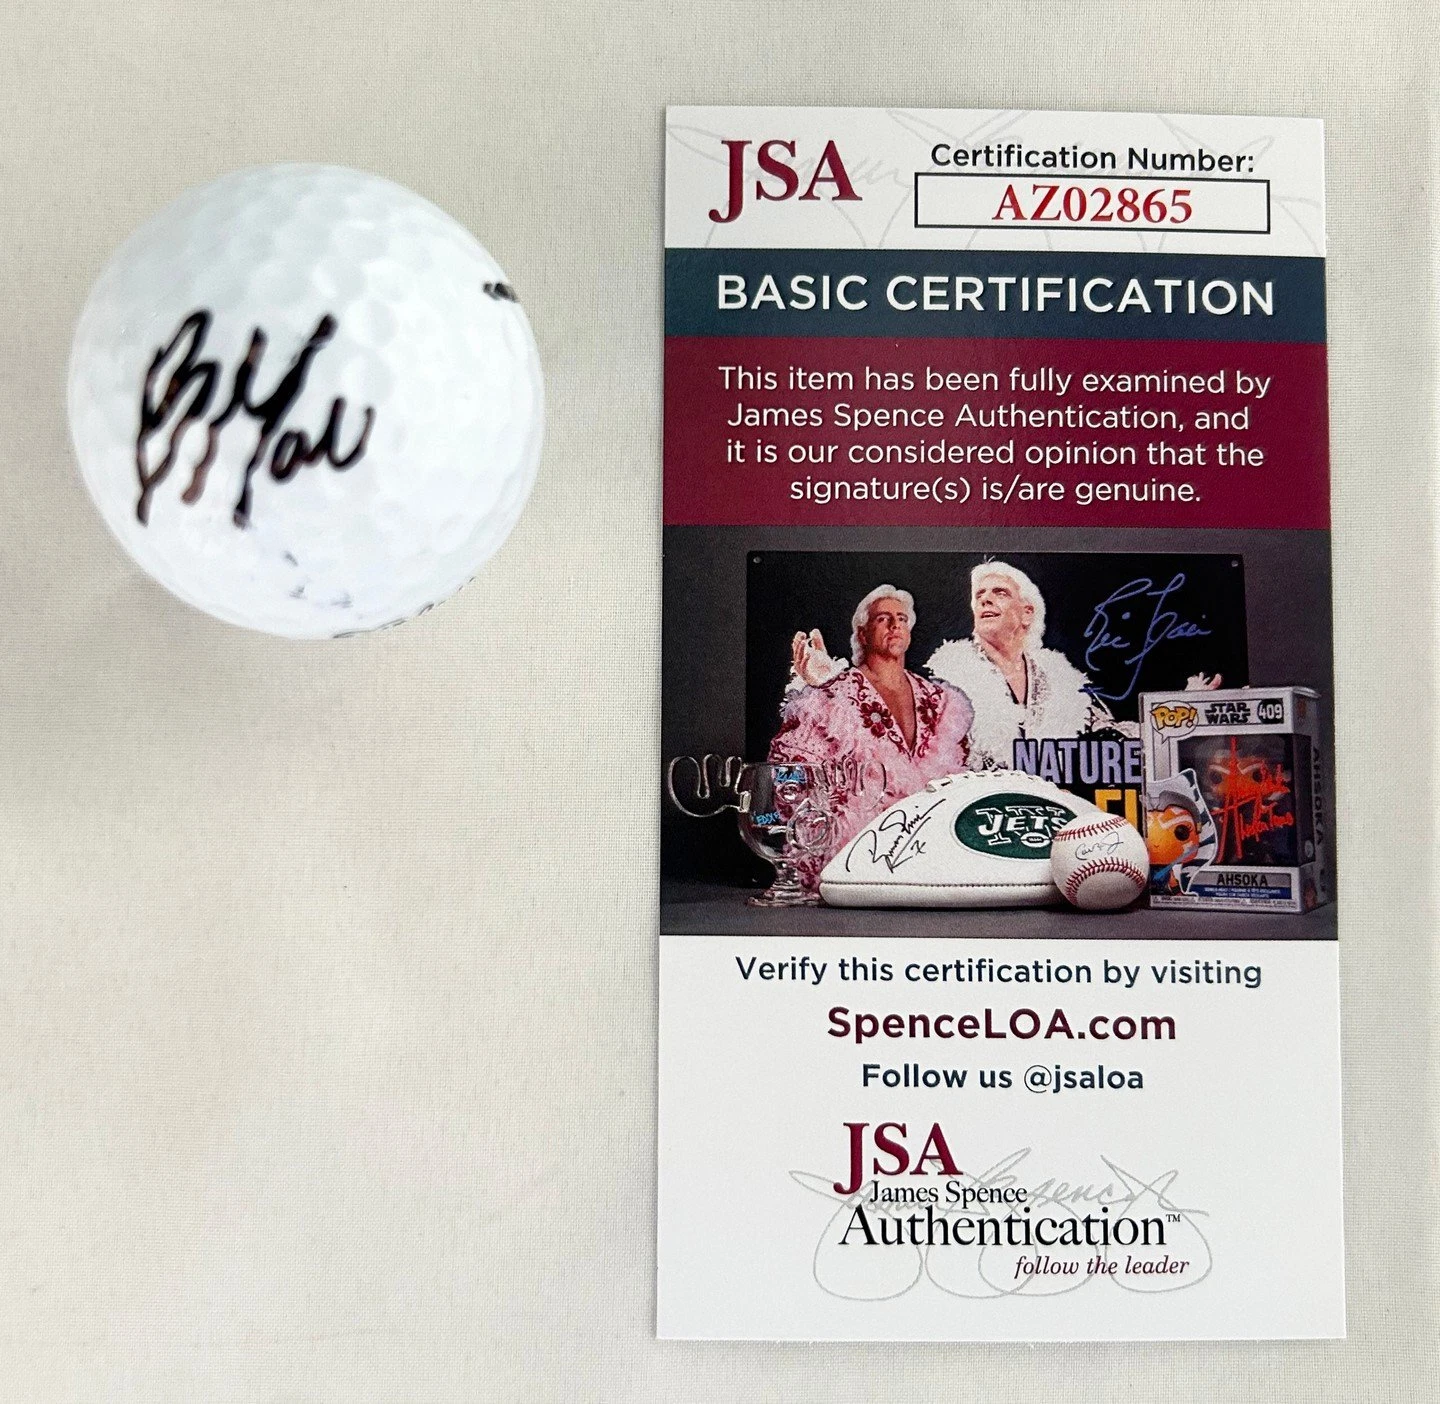 JSA
Certification Number:
AZ02865
BASIC CERTIFICATION
This item has been fully examined by
James Spence Authentication, and
it is our considered opinion that the
signature(s) is/are genuine.
NATURE
JETS
POP!
STAR
WARS
409
AHSOKA
AHSOKA
Verify this certification by visiting
SpenceLOA.com
Follow us @jsaloa
JSA
James Spence
Authentication™
follow the leader